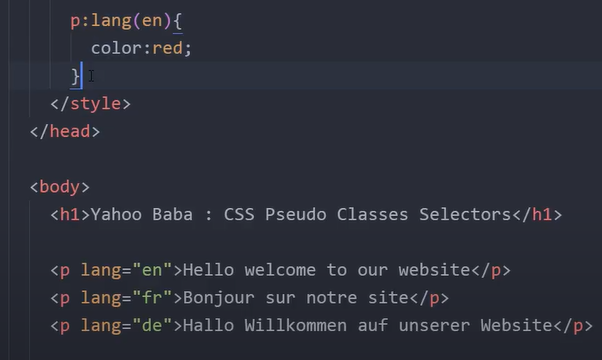 p:lang(en){
color:red;
}
</style>
</head>
<body>
<h1>Yahoo Baba : CSS Pseudo Classes Selectors</h1>
<p lang="en">Hello welcome to our website</p>
<p lang="fr">Bonjour sur notre site</p>
<p lang="de">Hallo Willkommen auf unserer Website</p>